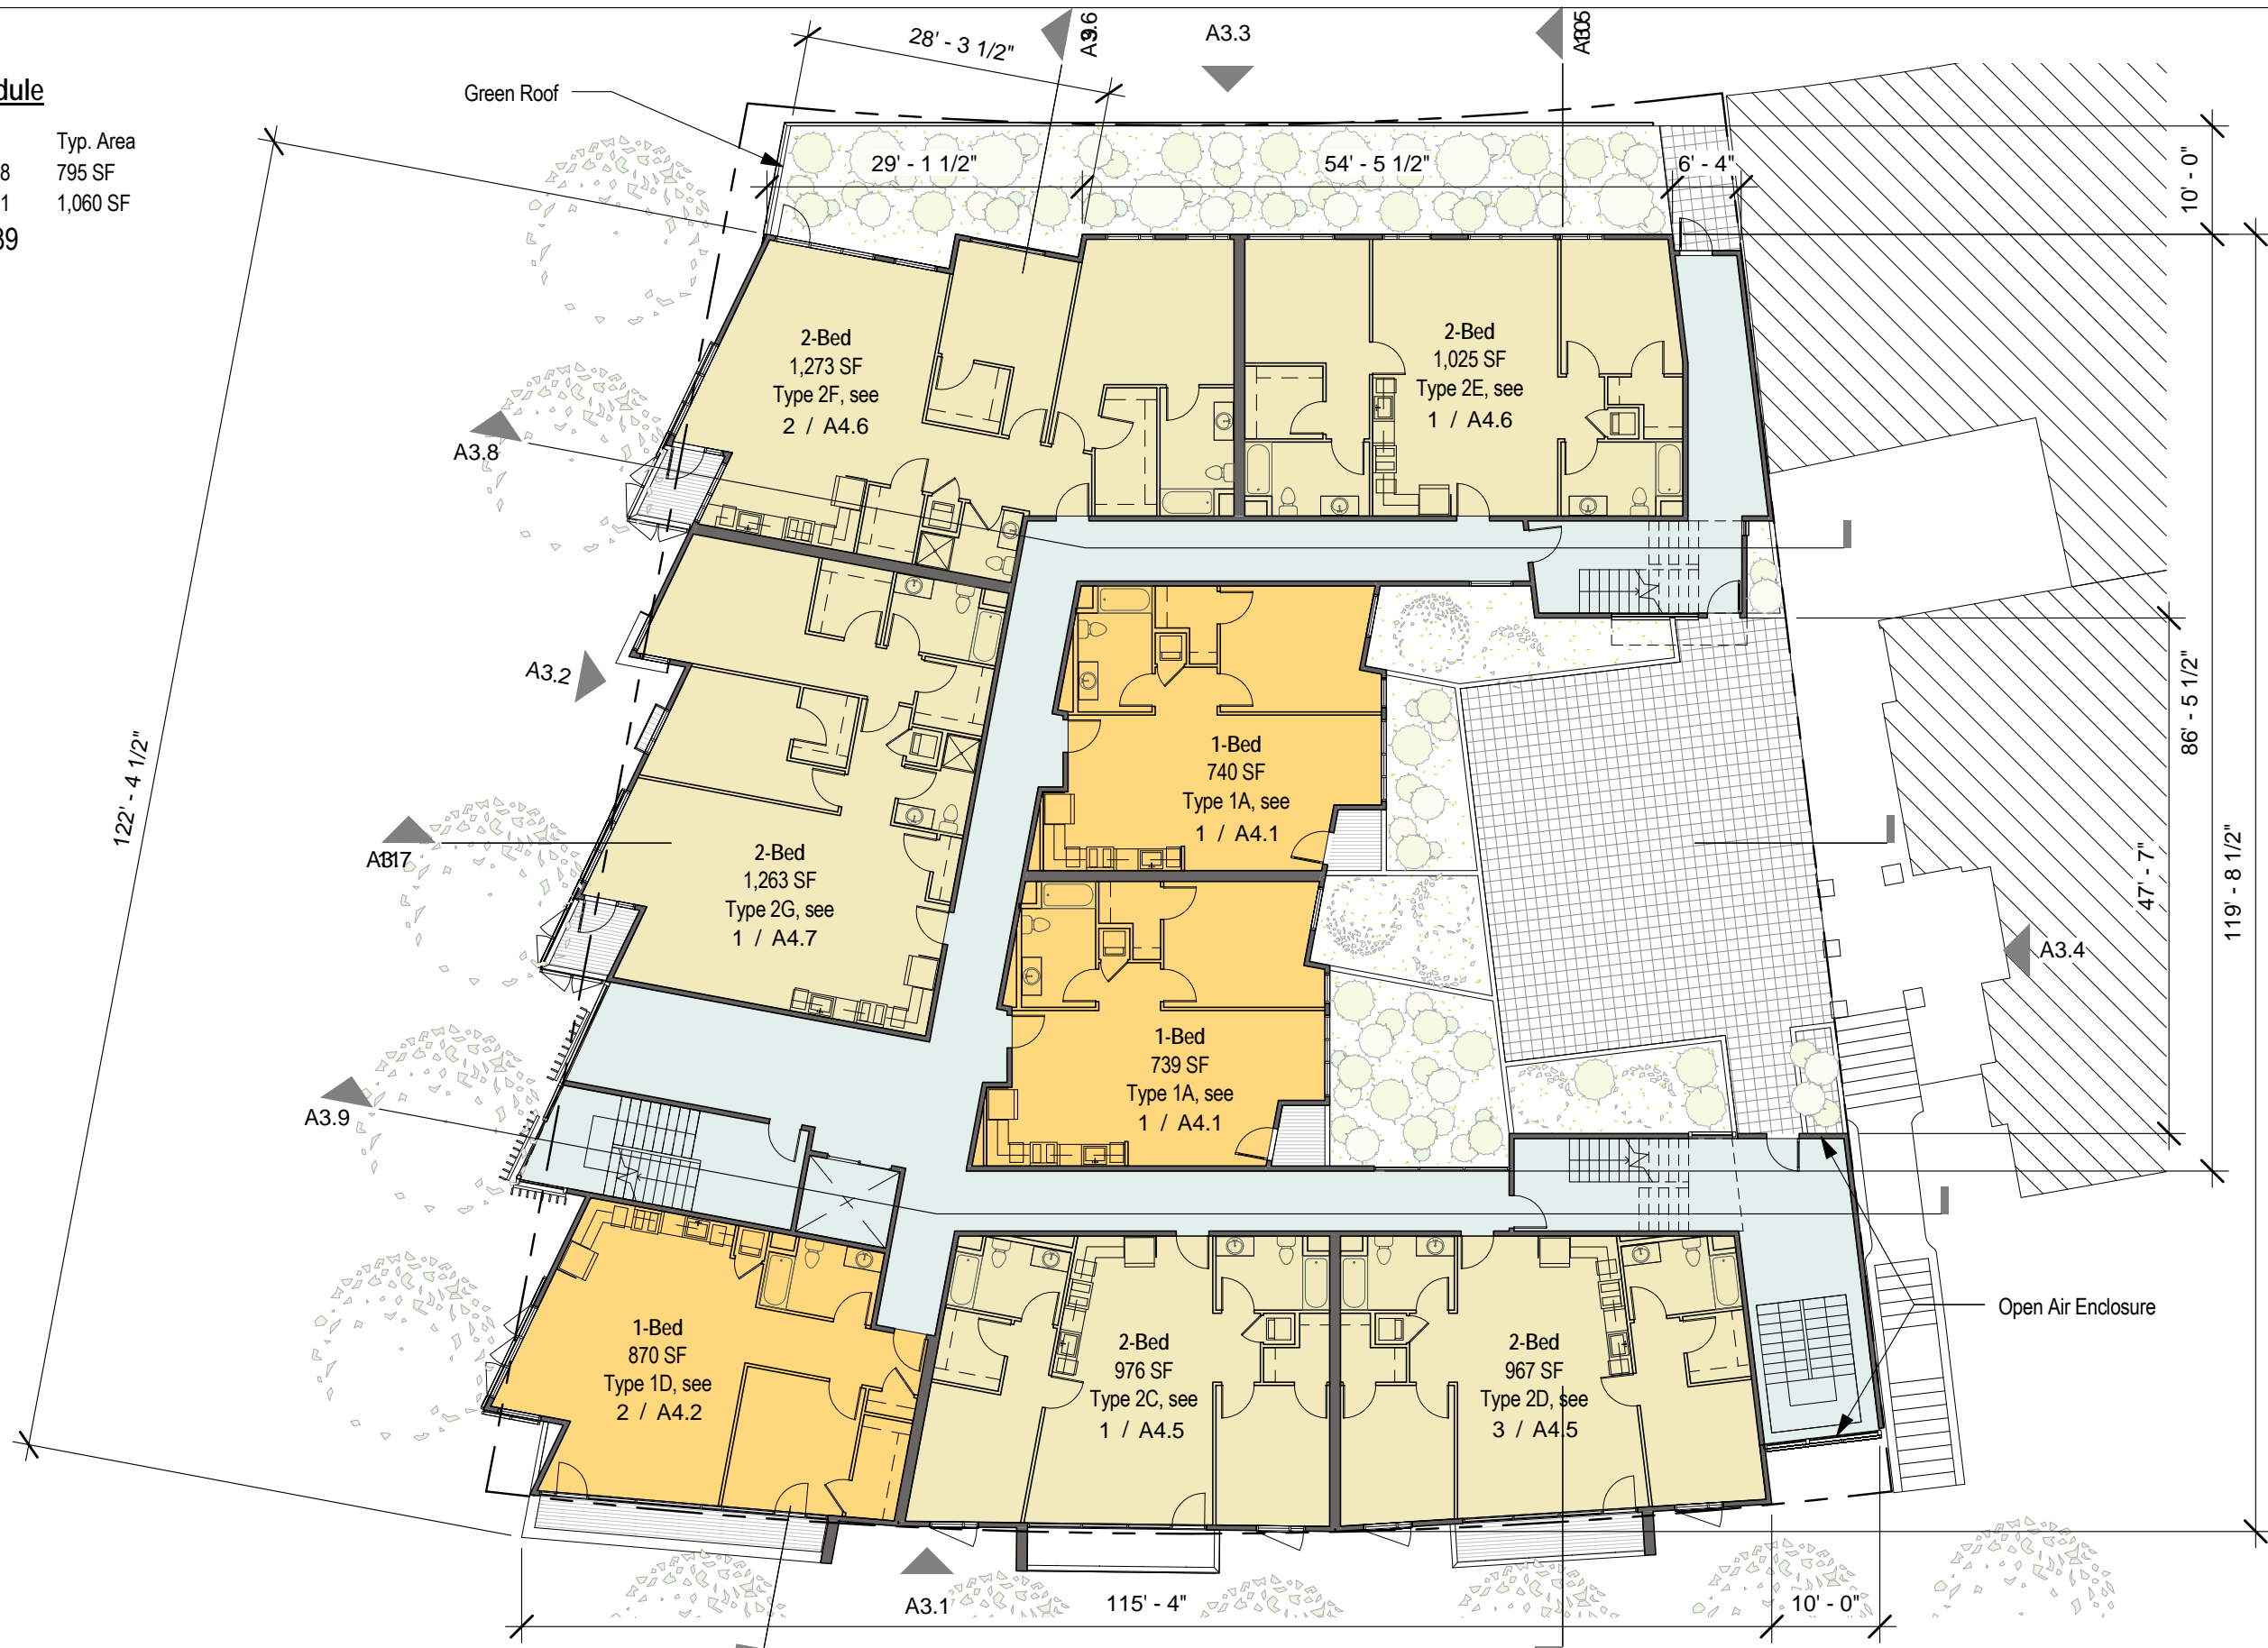 dule
Typ. Area
8 795 SF
1 1,060 SF
39
Green Roof
28' - 3 1/2"
A3.3
29' - 1 1/2"
54' - 5 1/2"
6' - 4"
10' - 0"
2-Bed
1,273 SF
Type 2F, see
2 / A4.6
2-Bed
1,025 SF
Type 2E, see
1 / A4.6
A3.8
A3.2
122' - 4 1/2"
1-Bed
740 SF
Type 1A, see
1 / A4.1
86' - 5 1/2"
2-Bed
1,263 SF
Type 2G, see
1 / A4.7
47' - 7"
119' - 8 1/2"
A3.4
1-Bed
739 SF
Type 1A, see
1 / A4.1
A3.9
Open Air Enclosure
1-Bed
870 SF
Type 1D, see
2 / A4.2
2-Bed
976 SF
Type 2C, see
1 / A4.5
2-Bed
967 SF
Type 2D, see
3 / A4.5
A3.1
115' - 4"
10' - 0"